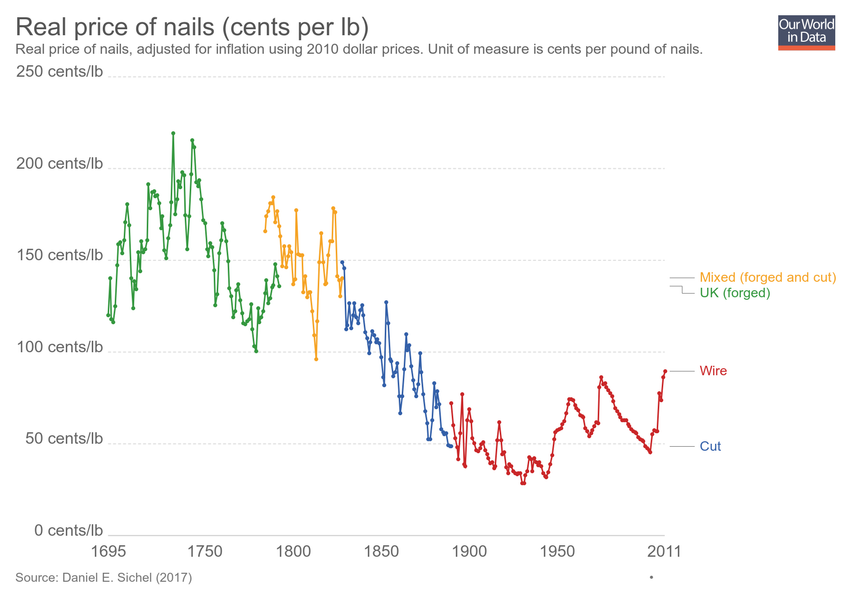 Real price of nails (cents per lb)
Our World
in Data
Real price of nails, adjusted for inflation using 2010 dollar prices. Unit of measure is cents per pound of nails.
250 cents/lb
200 cents/lb
150 cents/lb
Mixed (forged and cut)
UK (forged)
100 cents/lb
Wire
50 cents/lb
Cut
0 cents/lb
1695 1750 1800 1850 1900 1950 2011
Source: Daniel E. Sichel (2017)